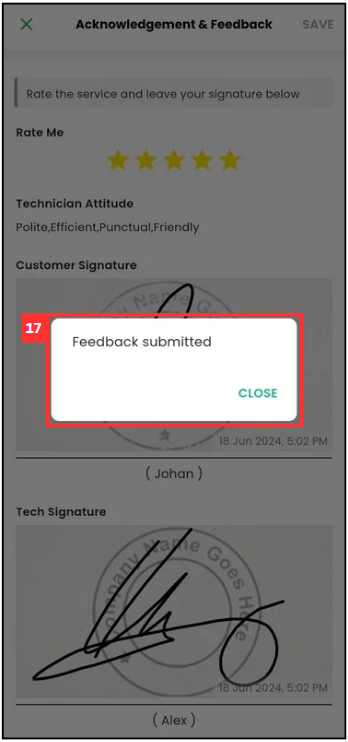 Acknowledgement & Feedback
SAVE
Rate the service and leave your signature below
Rate Me
Technician Attitude
Polite,Efficient,Punctual,Friendly
Customer Signature
17
Feedback submitted
CLOSE
18 Jun 2024, 5:02 PM
( Johan )
Tech Signature
Company Name Goes Here
18 Jun 2024, 5:02 PM
( Alex )